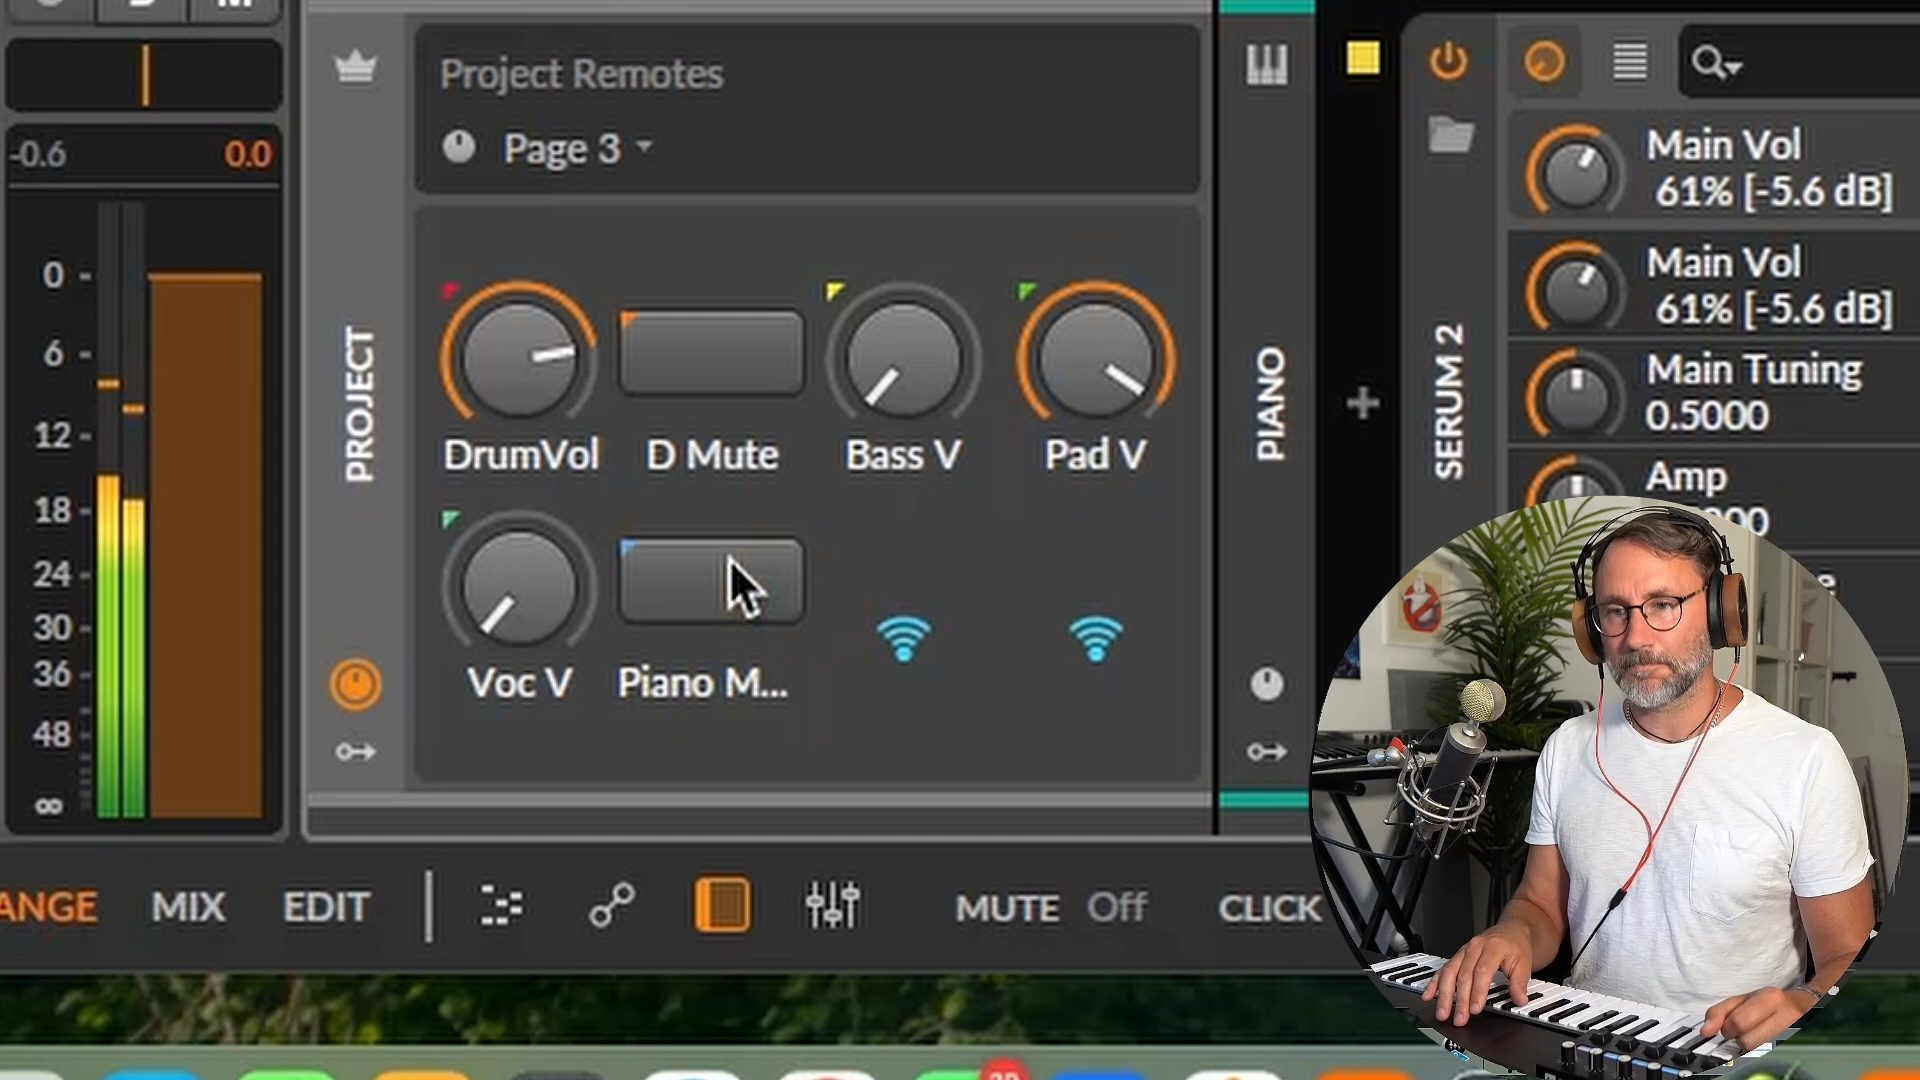 Project Remotes
Page 3
-0.6 0.0
0
6
12
18
24
30
36
48
∞
PROJECT
DrumVol
D Mute
Bass V
Pad V
Voc V
Piano M...
PIANO
SERUM 2
Main Vol
61% [-5.6 dB]
Main Vol
61% [-5.6 dB]
Main Tuning
0.5000
Amp
ANGE MIX EDIT MUTE Off CLICK